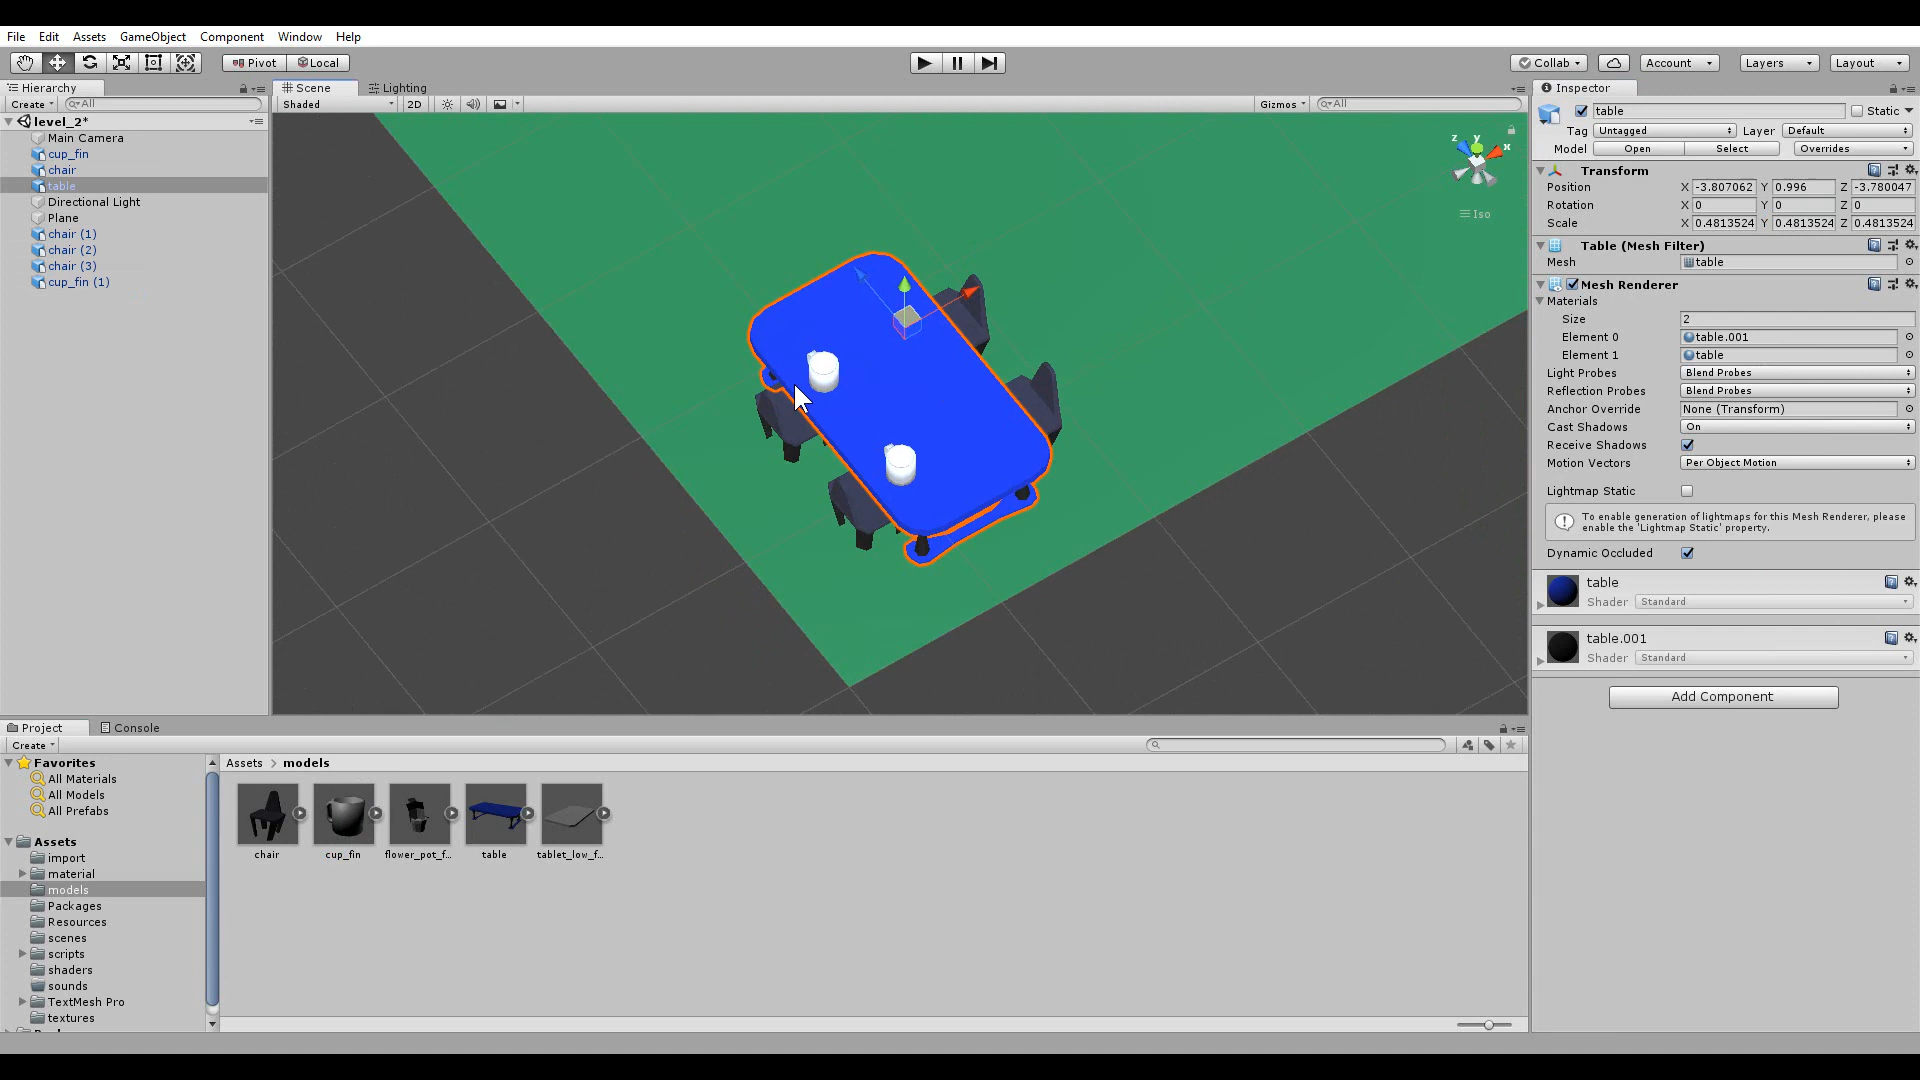 File Edit Assets GameObject Component Window Help
Pivot Local Collab Account Layers Layout
Hierarchy
Create All
level_2*
Main Camera
cup_fin
chair
table
Directional Light
Plane
chair (1)
chair (2)
chair (3)
cup_fin (1)
Scene Lighting
Shaded 2D Gizmos All
z y x
Iso
Inspector
table Static
Tag Untagged Layer Default
Model Open Select Overrides
Transform
Position X -3.807062 Y 0.996 Z -3.780047
Rotation X 0 Y 0 Z 0
Scale X 0.4813524 Y 0.4813524 Z 0.4813524
Table (Mesh Filter)
Mesh table
Mesh Renderer
Materials
Size 2
Element 0 table.001
Element 1 table
Light Probes Blend Probes
Reflection Probes Blend Probes
Anchor Override None (Transform)
Cast Shadows On
Receive Shadows
Motion Vectors Per Object Motion
Lightmap Static
To enable generation of lightmaps for this Mesh Renderer, please
enable the 'Lightmap Static' property.
Dynamic Occluded
table
Shader Standard
table.001
Shader Standard
Add Component
Project Console
Create
Favorites
All Materials
All Models
All Prefabs
Assets
import
material
models
Packages
Resources
scenes
scripts
shaders
sounds
TextMesh Pro
textures
Assets > models
chair cup_fin flower_pot_f... table tablet_low_f...